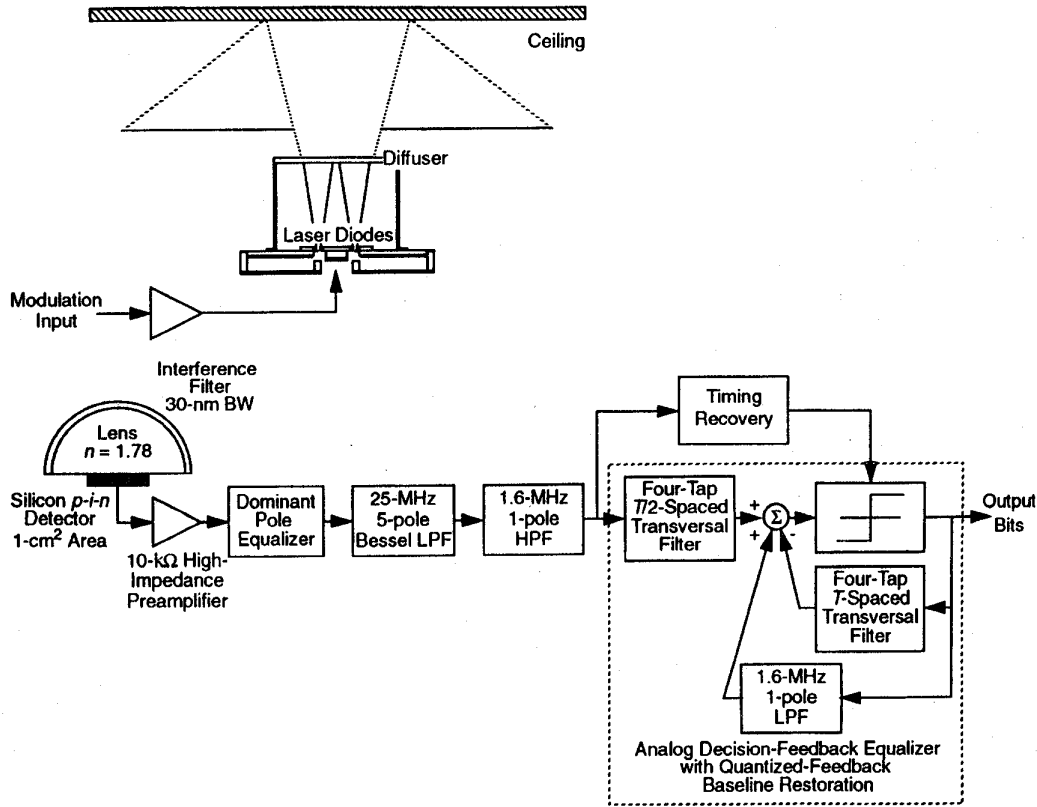 Ceiling
Diffuser
Laser Diodes
Modulation
Input
Interference
Filter
30-nm BW
Lens
n = 1.78
Silicon p-i-n
Detector
1-cm² Area
10-kΩ High-
Impedance
Preamplifier
Dominant
Pole
Equalizer
25-MHz
5-pole
Bessel LPF
1.6-MHz
1-pole
HPF
Timing
Recovery
Four-Tap
T/2-Spaced
Transversal
Filter
+
Σ
+
-
Output
Bits
Four-Tap
T-Spaced
Transversal
Filter
1.6-MHz
1-pole
LPF
Analog Decision-Feedback Equalizer
with Quantized-Feedback
Baseline Restoration